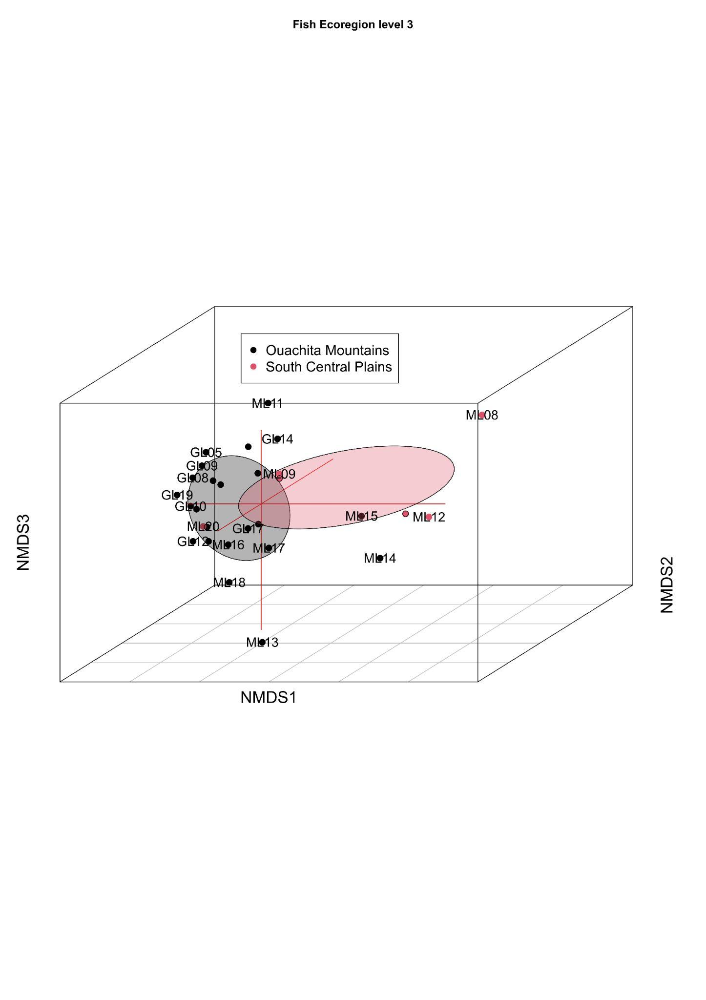 Fish Ecoregion level 3
Ouachita Mountains
South Central Plains
ML11
ML08
GL14
GL05
GL09
ML09
GL08
GL19
GL10
ML15
ML12
ML20
GL17
GL12
ML16
ML17
ML14
ML18
ML13
NMDS3
NMDS2
NMDS1